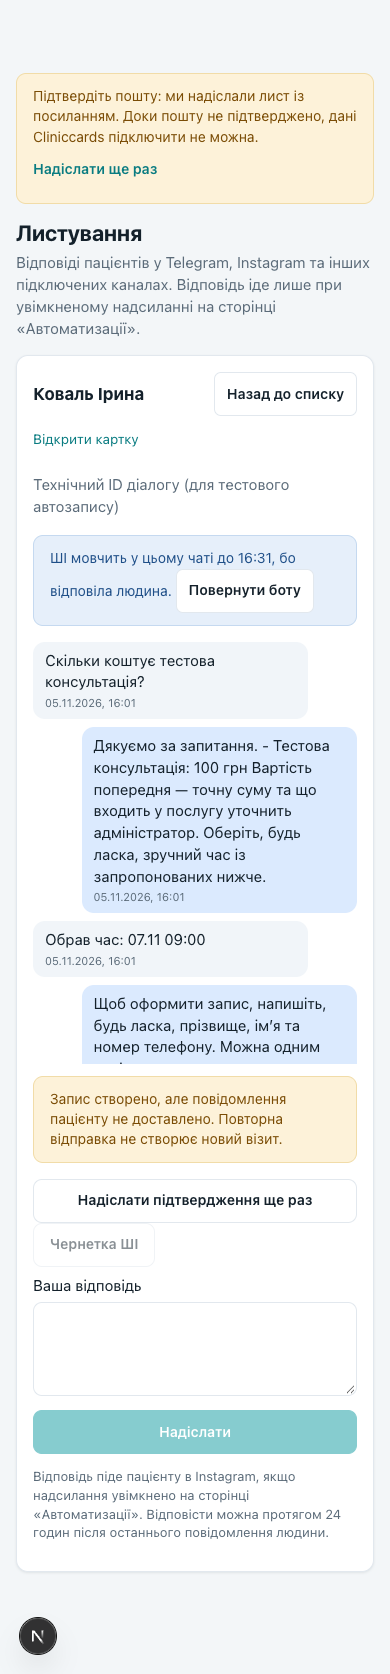 Підтвердіть пошту: ми надіслали лист із
посиланням. Доки пошту не підтверджено, дані
Cliniccards підключити не можна.
Надіслати ще раз
Листування
Відповіді пацієнтів у Telegram, Instagram та інших
підключених каналах. Відповідь іде лише при
увімкненому надсиланні на сторінці
«Автоматизації».
Коваль Ірина
Назад до списку
Відкрити картку
Технічний ID діалогу (для тестового
автозапису)
ШІ мовчить у цьому чаті до 16:31, бо
відповіла людина. Повернути боту
Скільки коштує тестова
консультація?
05.11.2026, 16:01
Дякуємо за запитання. - Тестова
консультація: 100 грн Вартість
попередня — точну суму та що
входить у послугу уточнить
адміністратор. Оберіть, будь
ласка, зручний час із
запропонованих нижче.
05.11.2026, 16:01
Обрав час: 07.11 09:00
05.11.2026, 16:01
Щоб оформити запис, напишіть,
будь ласка, прізвище, ім’я та
номер телефону. Можна одним
Запис створено, але повідомлення
пацієнту не доставлено. Повторна
відправка не створює новий візит.
Надіслати підтвердження ще раз
Чернетка ШІ
Ваша відповідь
Надіслати
Відповідь піде пацієнту в Instagram, якщо
надсилання увімкнено на сторінці
«Автоматизації». Відповісти можна протягом 24
годин після останнього повідомлення людини.
N